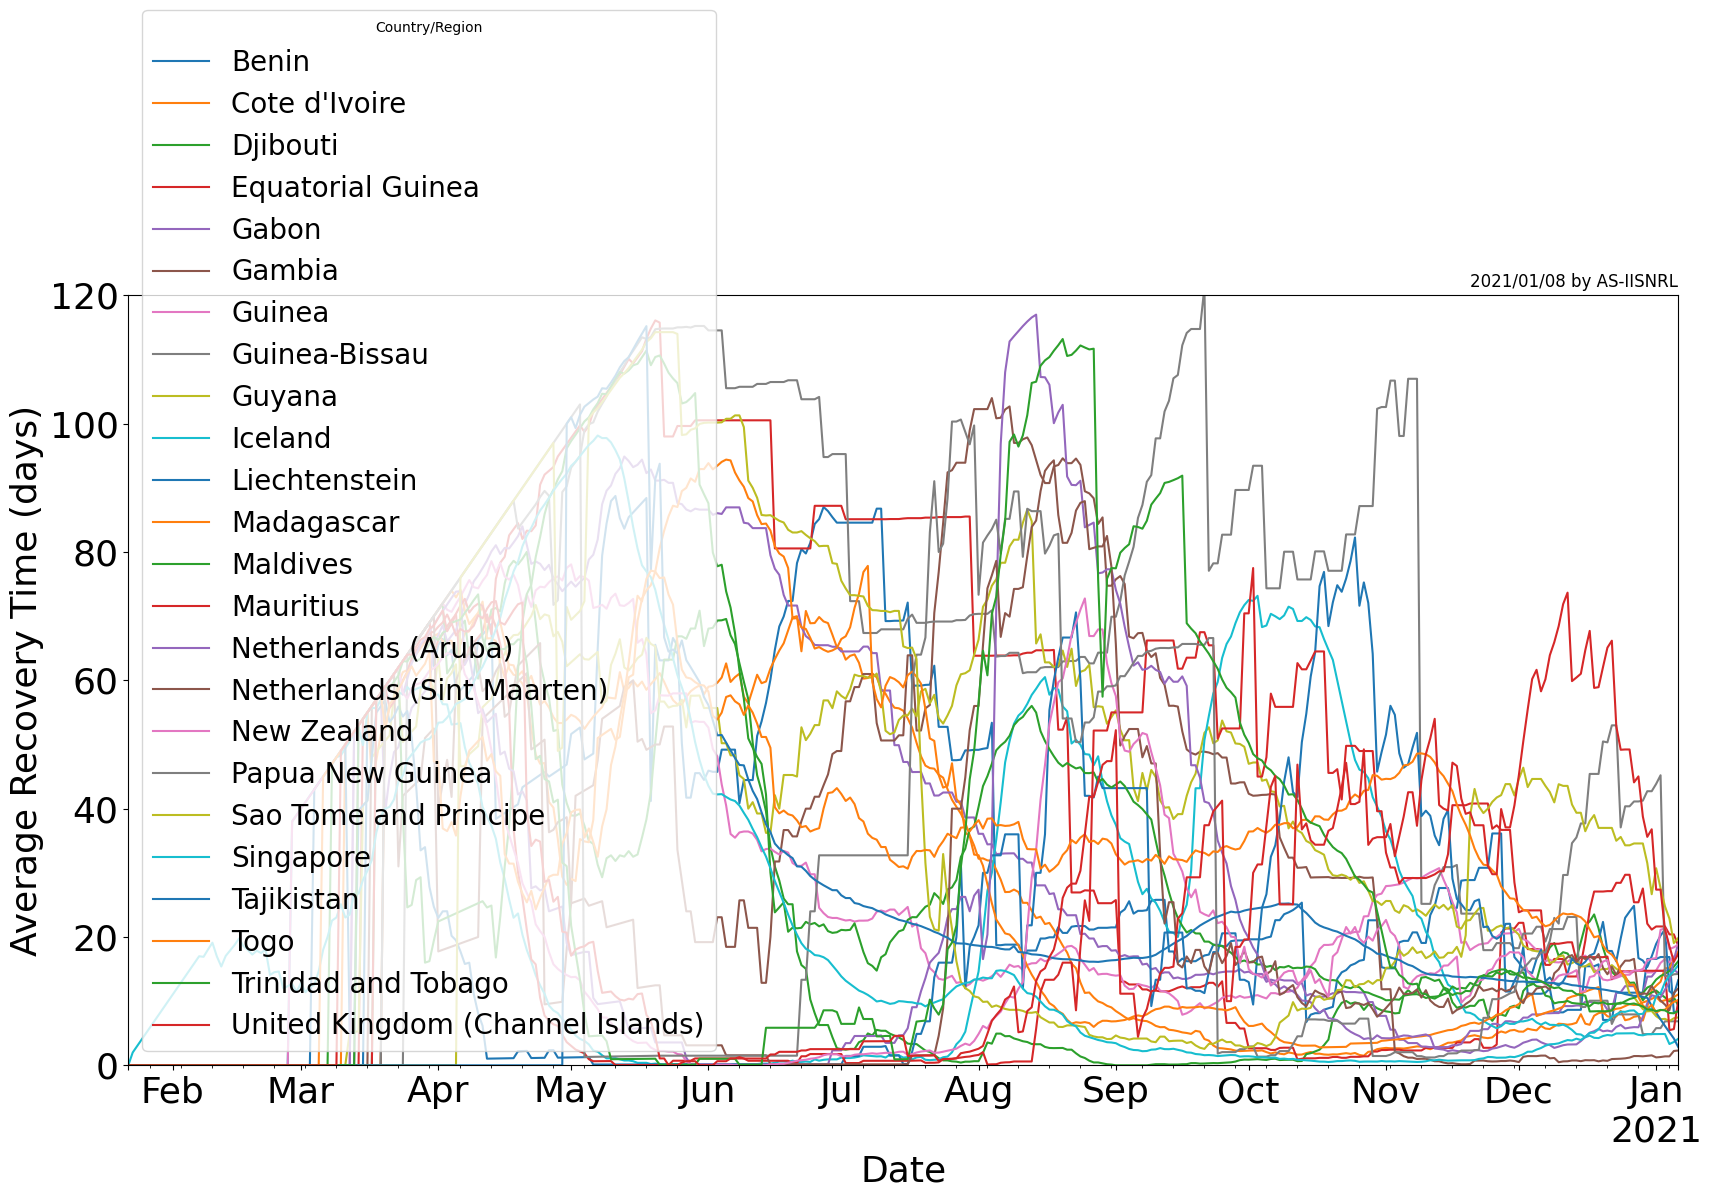 Country/Region
Benin
Cote d'Ivoire
Djibouti
Equatorial Guinea
Gabon
Gambia
Guinea
Guinea-Bissau
Guyana
Iceland
Liechtenstein
Madagascar
Maldives
Mauritius
Netherlands (Aruba)
Netherlands (Sint Maarten)
New Zealand
Papua New Guinea
Sao Tome and Principe
Singapore
Tajikistan
Togo
Trinidad and Tobago
United Kingdom (Channel Islands)
2021/01/08 by AS-IISNRL
Average Recovery Time (days)
120
100
80
60
40
20
0
Feb Mar Apr May Jun Jul Aug Sep Oct Nov Dec Jan
2021
Date